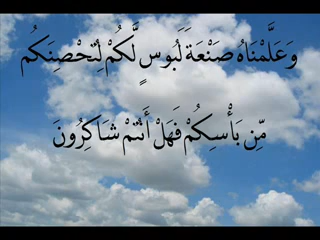 وَعَلَّمْنَاهُ صَنْعَةَ لَبُوسٍ لَّكُمْ لِتُحْصِنَكُم
مِّن بَأْسِكُمْ فَهَلْ أَنتُمْ شَاكِرُونَ